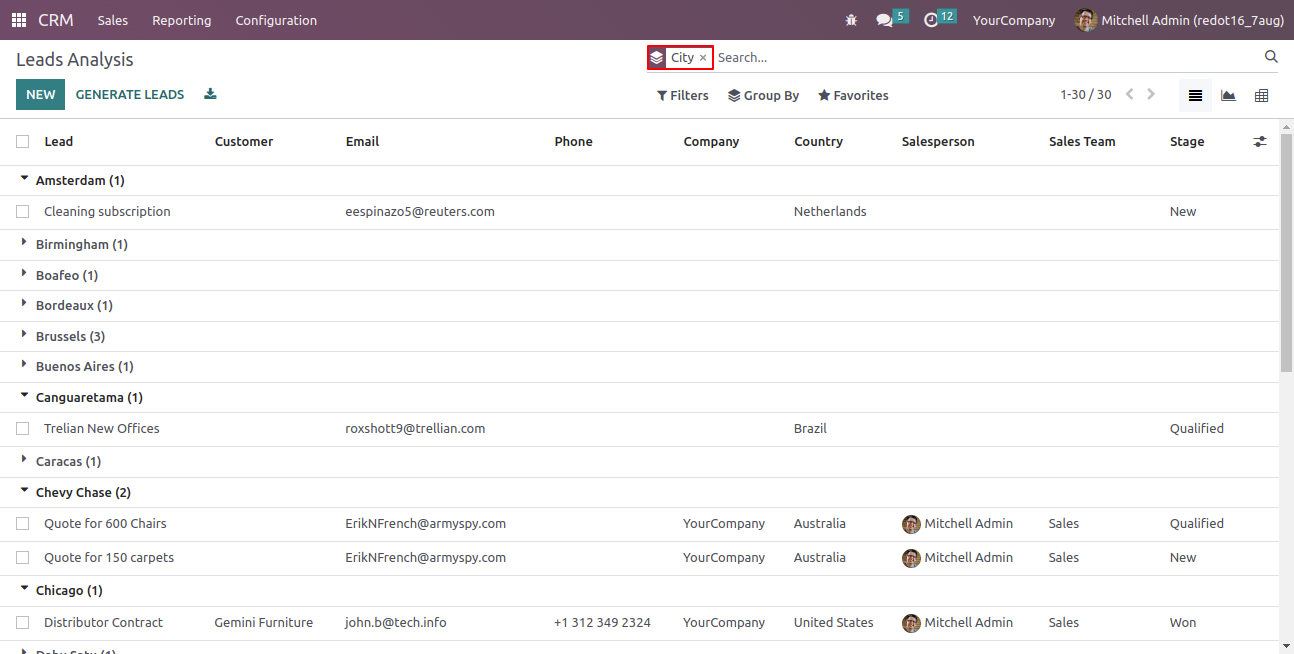 CRM Sales Reporting Configuration 5 12 YourCompany Mitchell Admin (redot16_7aug)
Leads Analysis City × Search...
NEW GENERATE LEADS Filters Group By Favorites 1-30 / 30
Lead Customer Email Phone Company Country Salesperson Sales Team Stage
Amsterdam (1)
Cleaning subscription eespinazo5@reuters.com Netherlands New
Birmingham (1)
Boafeo (1)
Bordeaux (1)
Brussels (3)
Buenos Aires (1)
Canguaretama (1)
Trelian New Offices roxshott9@trellian.com Brazil Qualified
Caracas (1)
Chevy Chase (2)
Quote for 600 Chairs ErikNFrench@armyspy.com YourCompany Australia Mitchell Admin Sales Qualified
Quote for 150 carpets ErikNFrench@armyspy.com YourCompany Australia Mitchell Admin Sales New
Chicago (1)
Distributor Contract Gemini Furniture john.b@tech.info +1 312 349 2324 YourCompany United States Mitchell Admin Sales Won